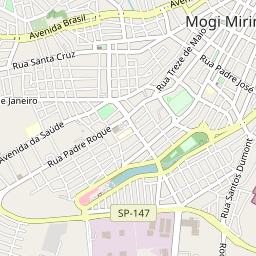 Avenida Brasil
Mogi Mirim
Rua Santa Cruz
Rua Treze de Maio
Rua Padre José
de Janeiro
Avenida da Saúde
Rua Padre Roque
Rua Santos Dumont
SP-147